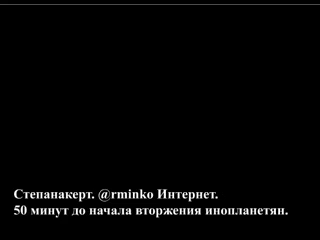 Степанакерт. @rminko Интернет.
50 минут до начала вторжения инопланетян.